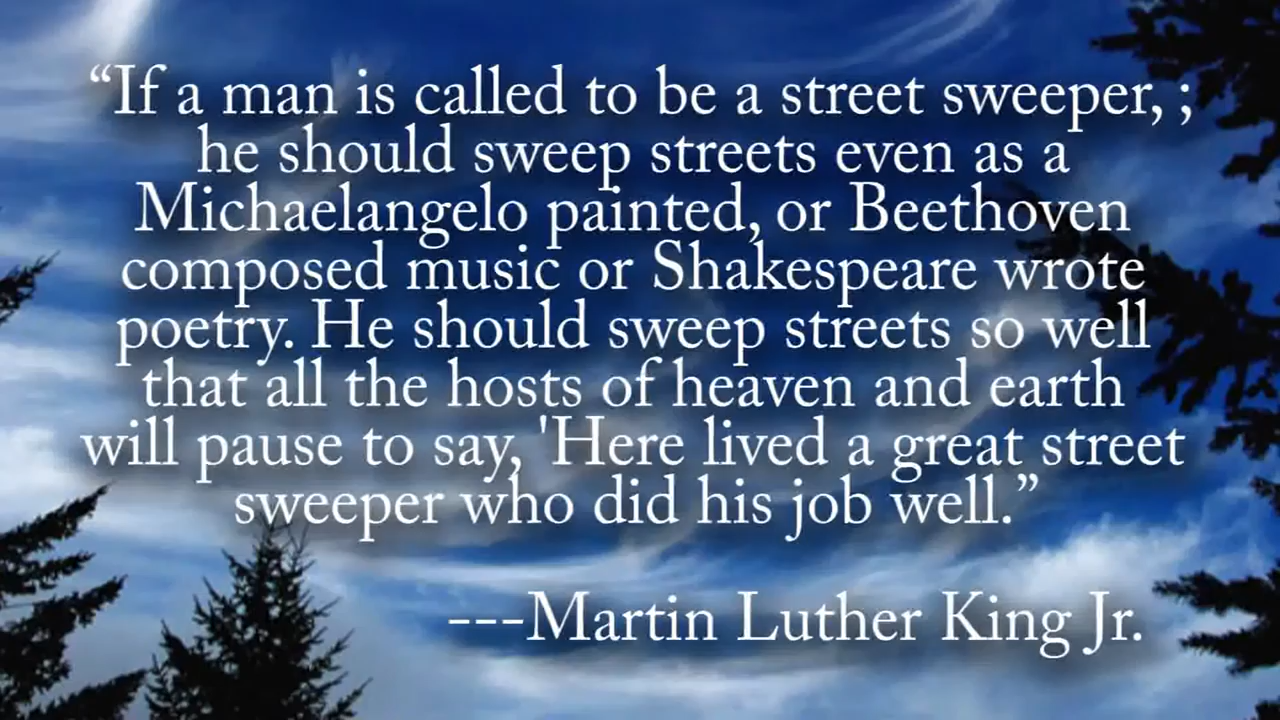 “If a man is called to be a street sweeper, ;
he should sweep streets even as a
Michaelangelo painted, or Beethoven
composed music or Shakespeare wrote
poetry. He should sweep streets so well
that all the hosts of heaven and earth
will pause to say, 'Here lived a great street
sweeper who did his job well.”
---Martin Luther King Jr.